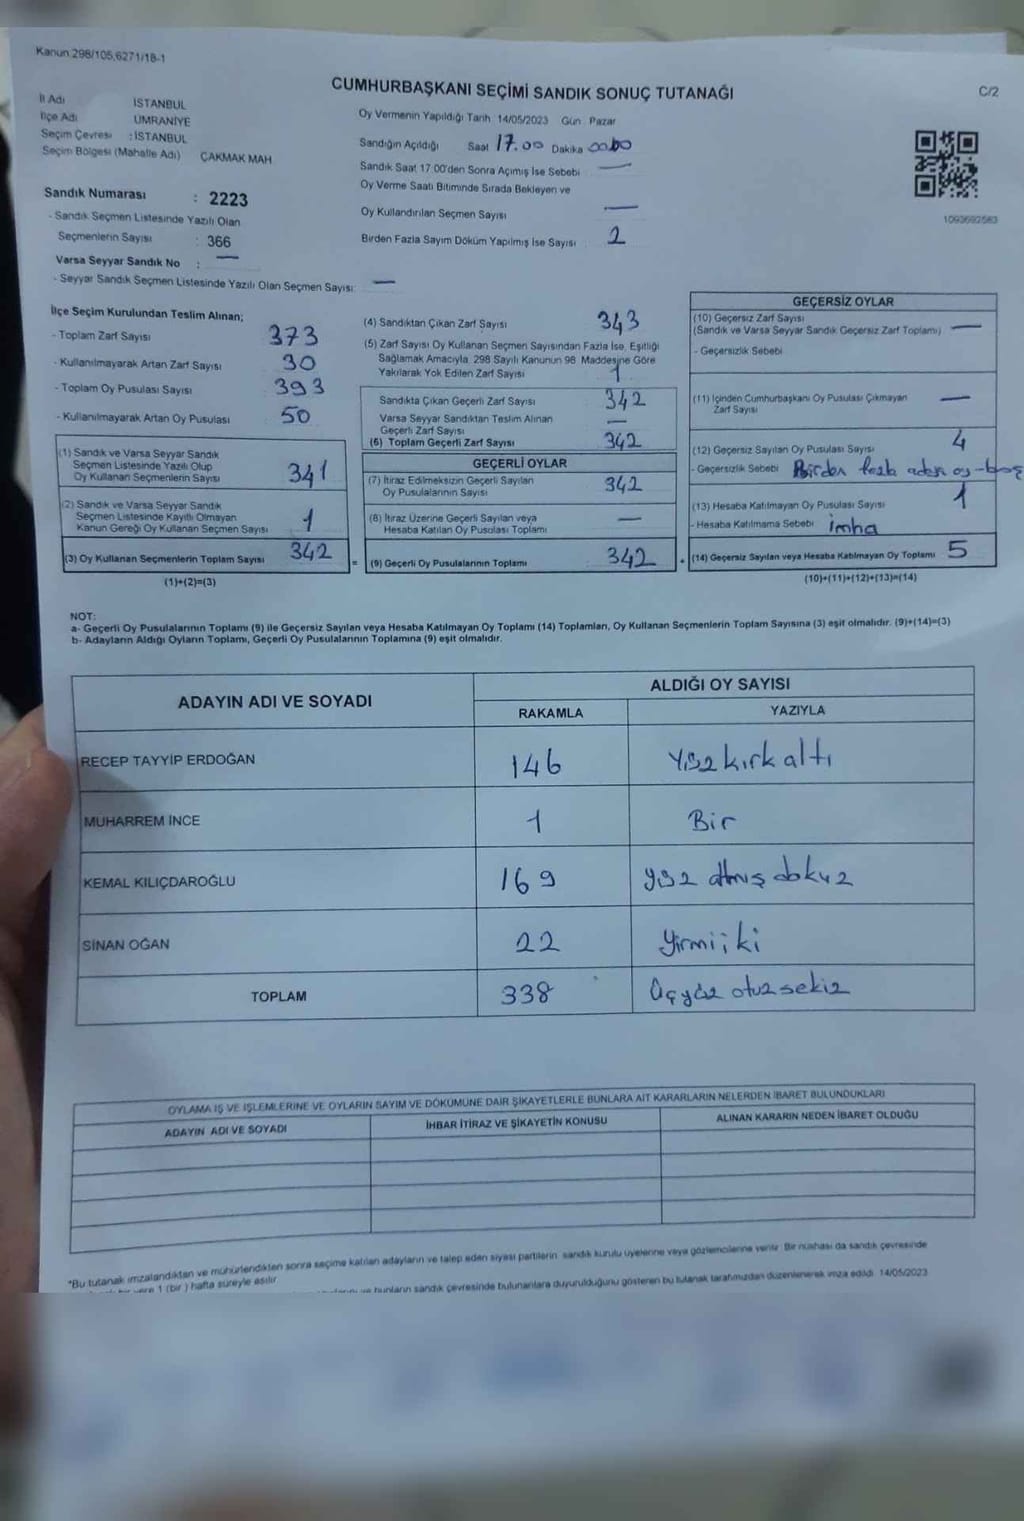 Kanun:298/105,6271/18-1
CUMHURBAŞKANI SEÇİMİ SANDIK SONUÇ TUTANAĞI
C/2
İl Adı İSTANBUL
İlçe Adı ÜMRANİYE
Seçim Çevresi : İSTANBUL
Seçim Bölgesi (Mahalle Adı) ÇAKMAK MAH
Sandık Numarası : 2223
- Sandık Seçmen Listesinde Yazılı Olan
Seçmenlerin Sayısı : 366
Varsa Seyyar Sandık No : —
- Seyyar Sandık Seçmen Listesinde Yazılı Olan Seçmen Sayısı: —
Oy Vermenin Yapıldığı Tarih: 14/05/2023 Gün: Pazar
Sandığın Açıldığı Saat 17.00 Dakika
Sandık Saat 17:00'den Sonra Açımış İse Sebebi —
Oy Verme Saati Bitiminde Sırada Bekleyen ve
Oy Kullandırılan Seçmen Sayısı —
Birden Fazla Sayım Döküm Yapılmış İse Sayısı 2
1093692563
İlçe Seçim Kurulundan Teslim Alınan;
- Toplam Zarf Sayısı 373
- Kullanılmayarak Artan Zarf Sayısı 30
- Toplam Oy Pusulası Sayısı 393
- Kullanılmayarak Artan Oy Pusulası 50
(1) Sandık ve Varsa Seyyar Sandık
Seçmen Listesinde Yazılı Olup
Oy Kullanan Seçmenlerin Sayısı 341
(2) Sandık ve Varsa Seyyar Sandık
Seçmen Listesinde Kayıtlı Olmayan
Kanun Gereği Oy Kullanan Seçmen Sayısı 1
(3) Oy Kullanan Seçmenlerin Toplam Sayısı 342
(1)+(2)=(3)
=
(4) Sandıktan Çıkan Zarf Sayısı 343
(5) Zarf Sayısı Oy Kullanan Seçmen Sayısından Fazla İse, Eşitliği
Sağlamak Amacıyla, 298 Sayılı Kanunun 98. Maddesine Göre
Yakılarak Yok Edilen Zarf Sayısı 1
Sandıkta Çıkan Geçerli Zarf Sayısı 342
Varsa Seyyar Sandıktan Teslim Alınan —
Geçerli Zarf Sayısı
(6) Toplam Geçerli Zarf Sayısı 342
GEÇERLİ OYLAR
(7) İtiraz Edilmeksizin Geçerli Sayılan
Oy Pusulalarının Sayısı 342
(8) İtiraz Üzerine Geçerli Sayılan veya
Hesaba Katılan Oy Pusulası Toplamı —
(9) Geçerli Oy Pusulalarının Toplamı 342
+
GEÇERSİZ OYLAR
(10) Geçersiz Zarf Sayısı
(Sandık ve Varsa Seyyar Sandık Geçersiz Zarf Toplamı) —
- Geçersizlik Sebebi
(11) İçinden Cumhurbaşkanı Oy Pusulası Çıkmayan —
Zarf Sayısı
(12) Geçersiz Sayılan Oy Pusulası Sayısı 4
- Geçersizlik Sebebi Birden fazla oy-boş
(13) Hesaba Katılmayan Oy Pusulası Sayısı 1
- Hesaba Katılmama Sebebi imha
(14) Geçersiz Sayılan veya Hesaba Katılmayan Oy Toplamı 5
(10)+(11)+(12)+(13)=(14)
NOT:
a- Geçerli Oy Pusulalarının Toplamı (9) ile Geçersiz Sayılan veya Hesaba Katılmayan Oy Toplamı (14) Toplamları, Oy Kullanan Seçmenlerin Toplam Sayısına (3) eşit olmalıdır. (9)+(14)=(3)
b- Adayların Aldığı Oyların Toplamı, Geçerli Oy Pusulalarının Toplamına (9) eşit olmalıdır.
ADAYIN ADI VE SOYADI ALDIĞI OY SAYISI
RAKAMLA YAZIYLA
RECEP TAYYİP ERDOĞAN 146 Yüz kırk altı
MUHARREM İNCE 1 Bir
KEMAL KILIÇDAROĞLU 169 yüz altmış dokuz
SİNAN OĞAN 22 Yirmi iki
TOPLAM 338 Üçyüz otuz sekiz
OYLAMA İŞ VE İŞLEMLERİNE VE OYLARIN SAYIM VE DÖKÜMÜNE DAİR ŞİKAYETLERLE BUNLARA AİT KARARLARIN NELERDEN İBARET BULUNDUKLARI
ADAYIN ADI VE SOYADI İHBAR İTİRAZ VE ŞİKAYETİN KONUSU ALINAN KARARIN NEDEN İBARET OLDUĞU
*Bu tutanak imzalandıktan ve mühürlendikten sonra seçime katılan adayların ve talep eden siyasi partilerin sandık kurulu üyelerine veya gözlemcilerine verilir. Bir nüshası da sandık çevresinde
bir yere 1 (bir) hafta süreyle asılır.
bunların sandık çevresinde bulunanlara duyurulduğunu gösteren bu tutanak tarafımızdan düzenlenerek imza edildi. 14/05/2023